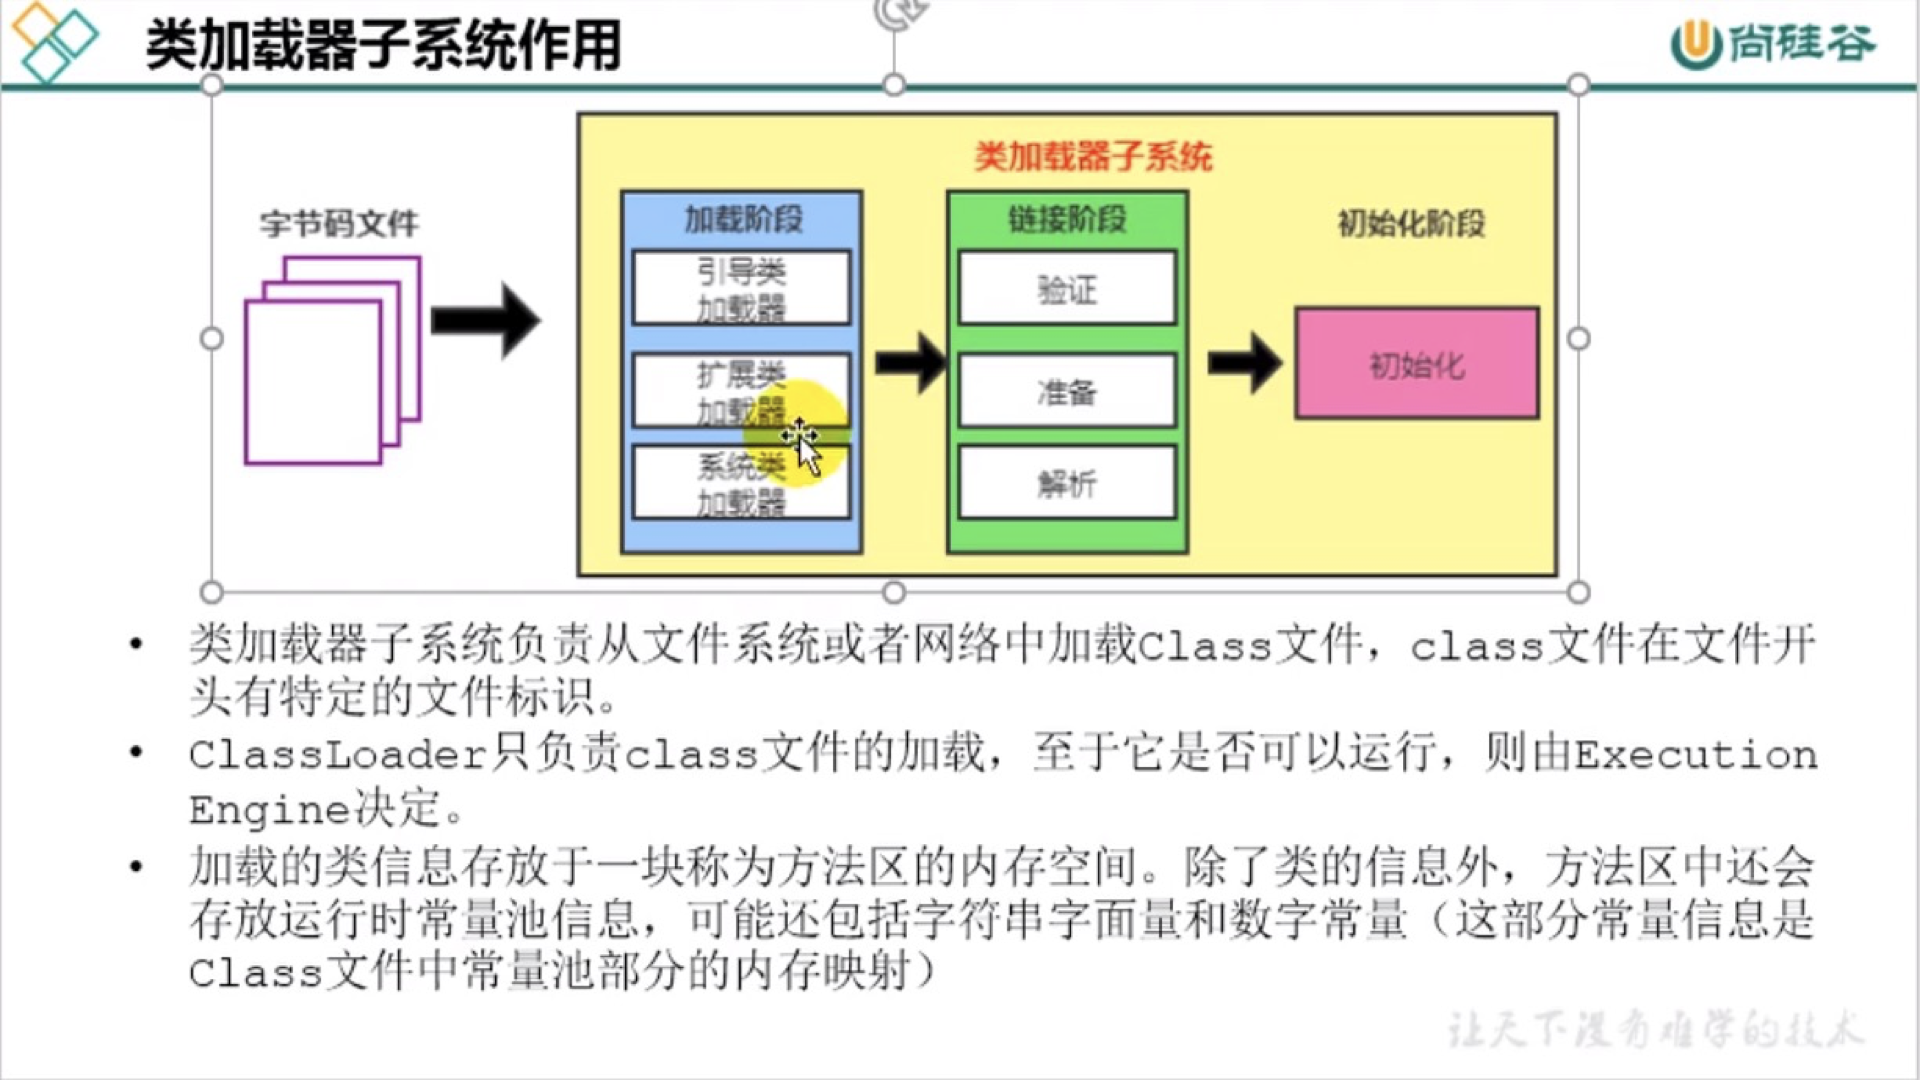 类加载器子系统作用
尚硅谷
类加载器子系统
字节码文件
加载阶段
引导类
加载器
扩展类
加载器
系统类
加载器
链接阶段
验证
准备
解析
初始化阶段
初始化
• 类加载器子系统负责从文件系统或者网络中加载Class文件，class文件在文件开
头有特定的文件标识。
• ClassLoader只负责class文件的加载，至于它是否可以运行，则由Execution
Engine决定。
• 加载的类信息存放于一块称为方法区的内存空间。除了类的信息外，方法区中还会
存放运行时常量池信息，可能还包括字符串字面量和数字常量（这部分常量信息是
Class文件中常量池部分的内存映射）
让天下没有难学的技术